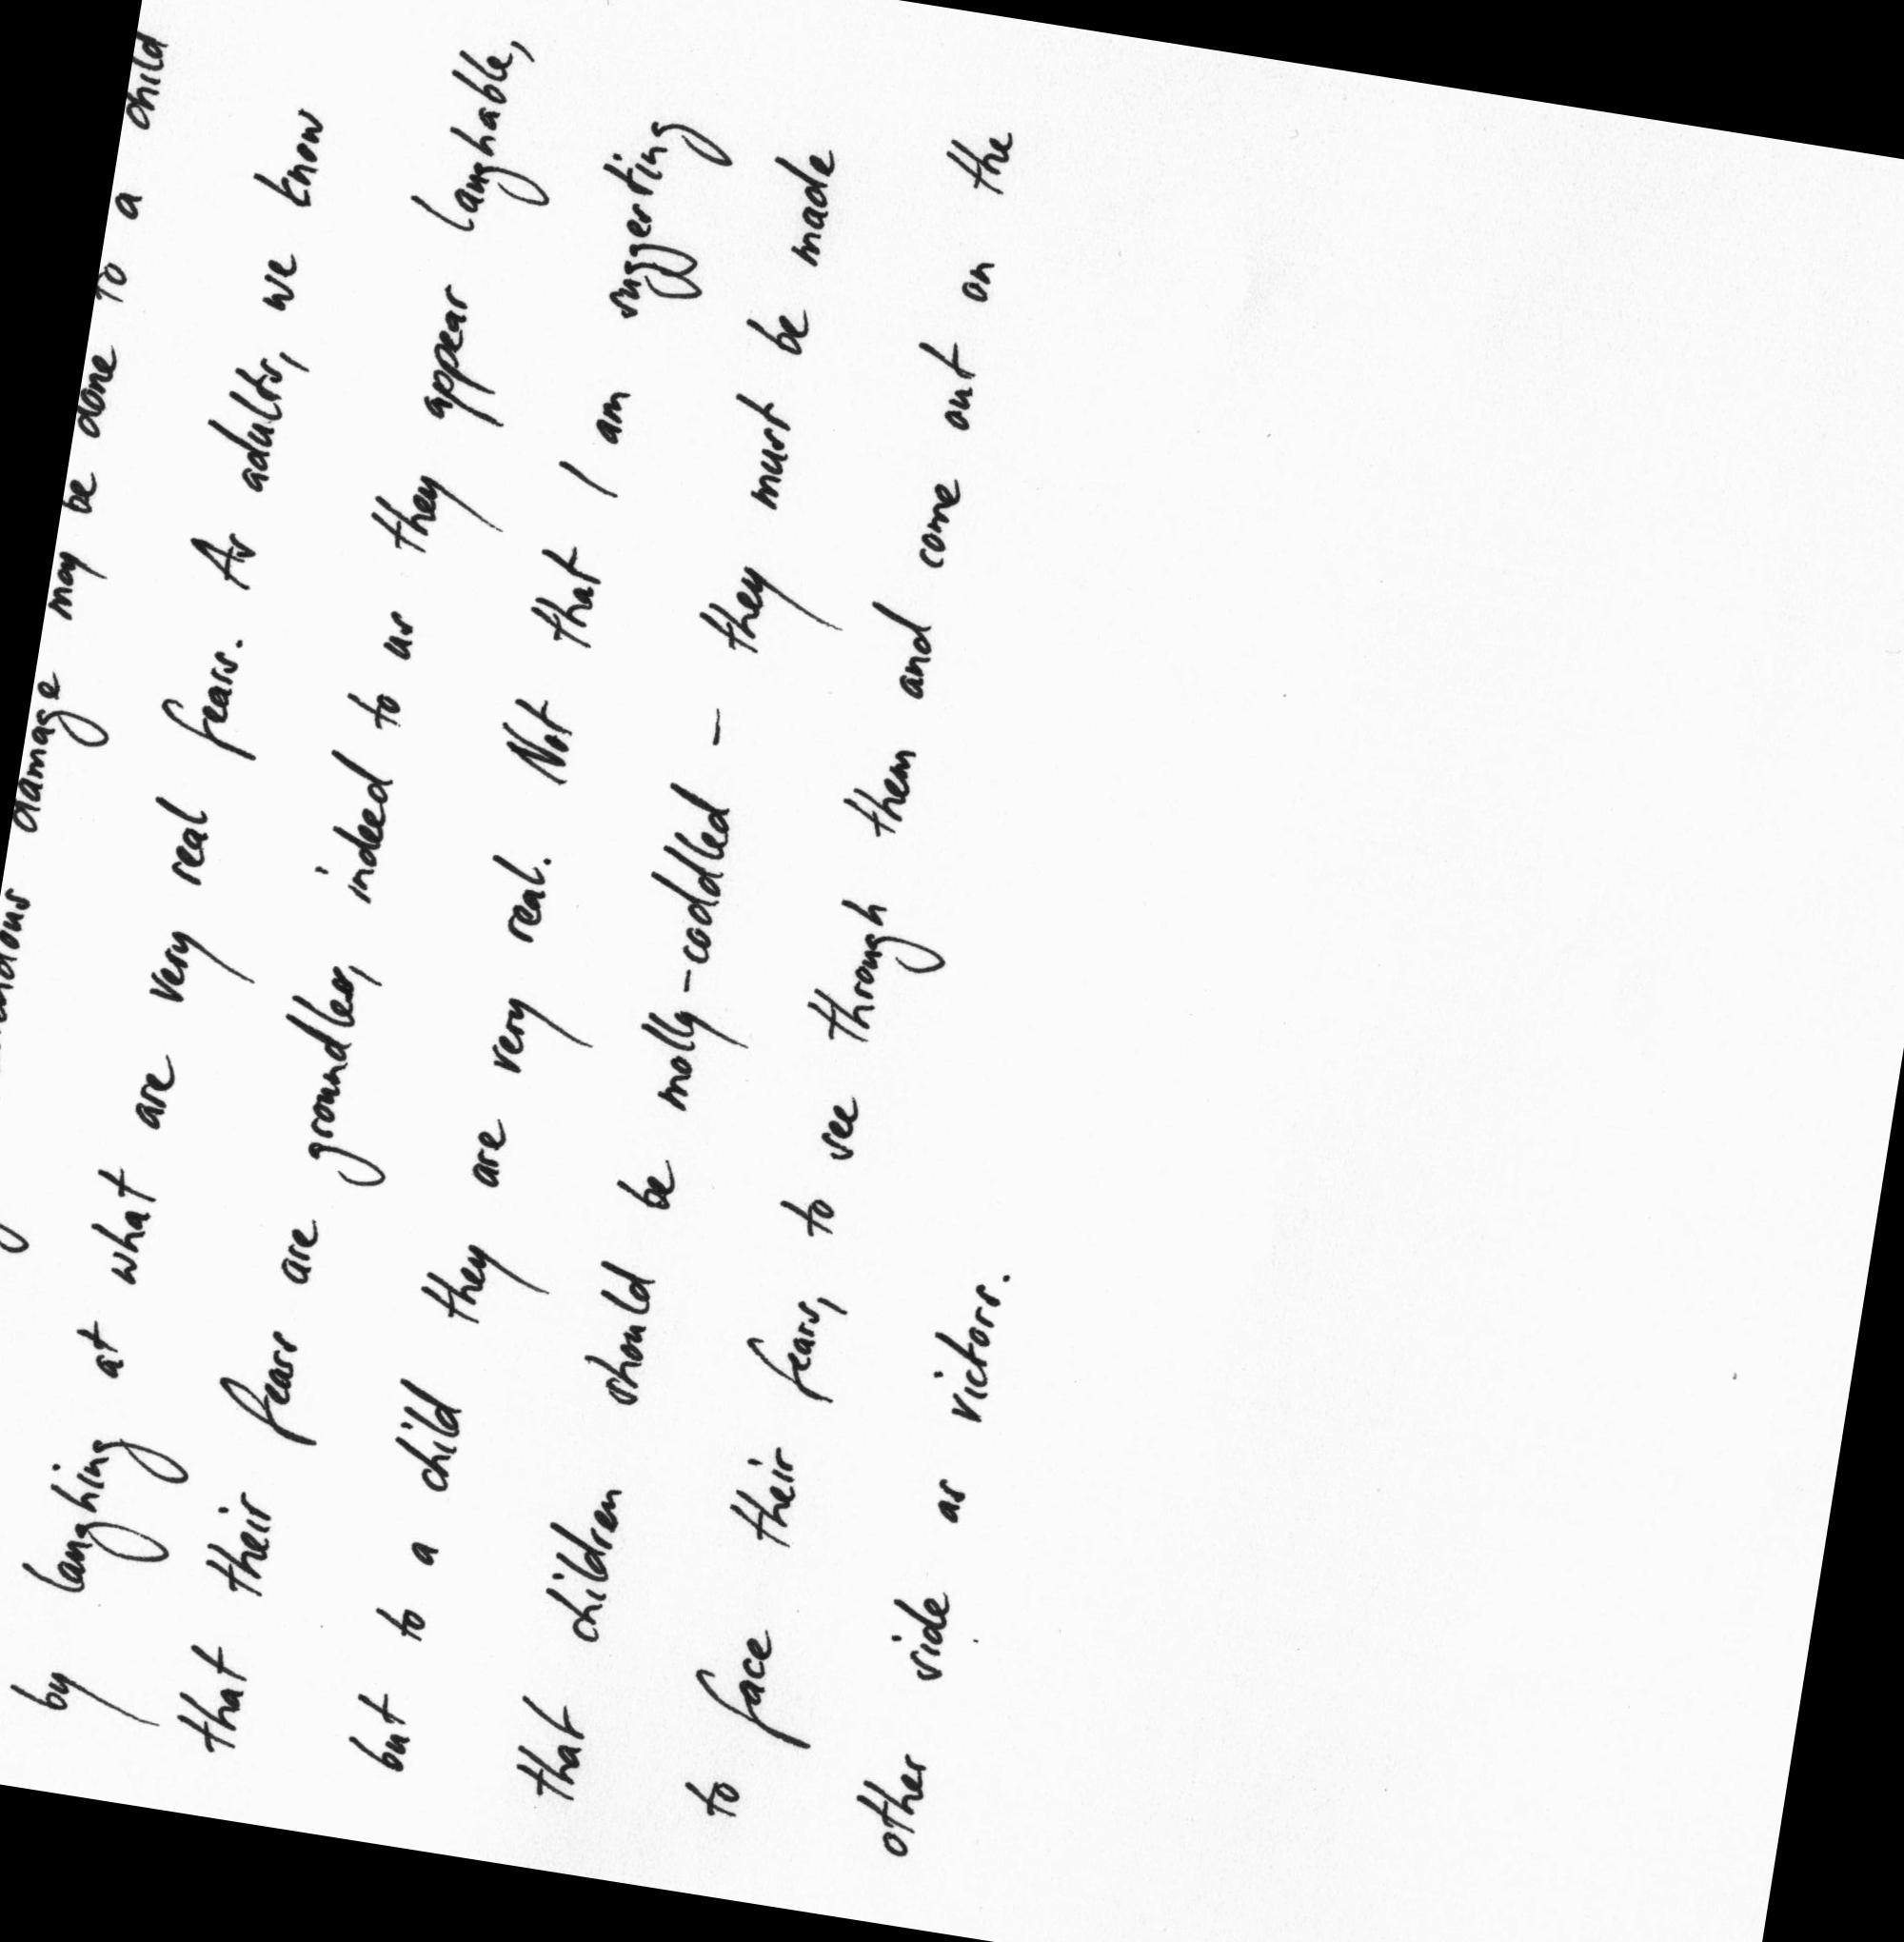 damage may be done to a child
by laughing at what are very real fears. As adults, we know
that their fears are groundless, indeed to us they appear laughable,
but to a child they are very real. Not that I am suggesting
that children should be molly-coddled - they must be made
to face their fears, to see through them and come out on the
other side as victors.